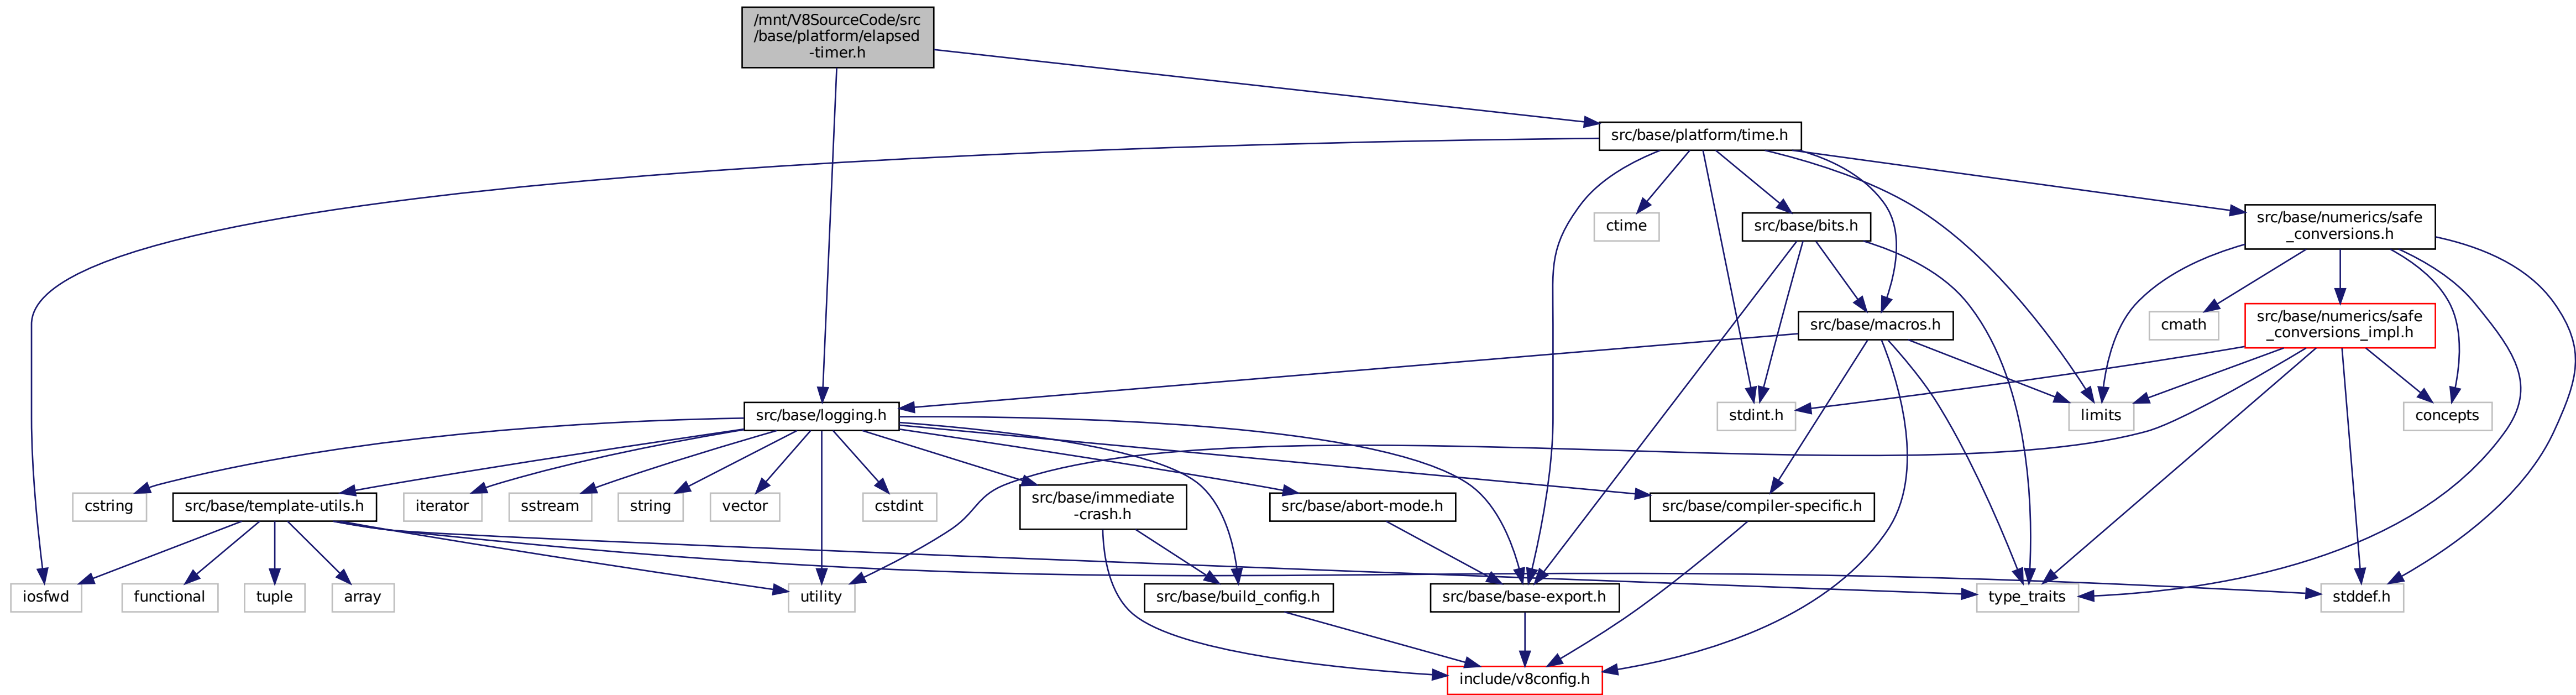 /mnt/V8SourceCode/src
/base/platform/elapsed
-timer.h
src/base/platform/time.h
ctime
src/base/bits.h
src/base/numerics/safe
_conversions.h
src/base/macros.h
cmath
src/base/numerics/safe
_conversions_impl.h
src/base/logging.h
stdint.h
limits
concepts
cstring
src/base/template-utils.h
iterator
sstream
string
vector
cstdint
src/base/immediate
-crash.h
src/base/abort-mode.h
src/base/compiler-specific.h
iosfwd
functional
tuple
array
utility
src/base/build_config.h
src/base/base-export.h
type_traits
stddef.h
include/v8config.h